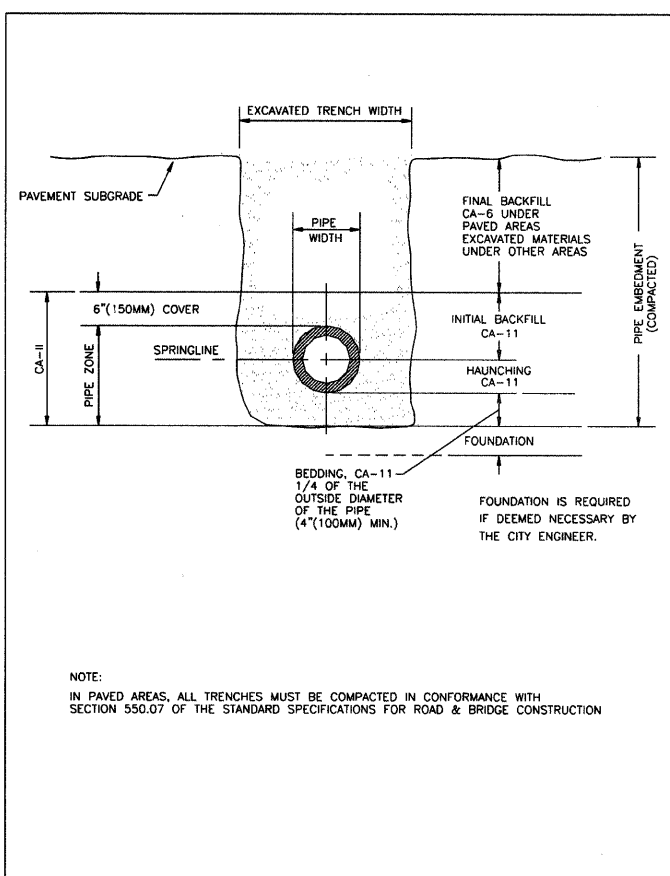 EXCAVATED TRENCH WIDTH
PAVEMENT SUBGRADE
PIPE
WIDTH
FINAL BACKFILL
CA-6 UNDER
PAVED AREAS
EXCAVATED MATERIALS
UNDER OTHER AREAS
PIPE EMBEDMENT
(COMPACTED)
CA-II
6"(150MM) COVER
PIPE ZONE
SPRINGLINE
INITIAL BACKFILL
CA-11
HAUNCHING
CA-11
FOUNDATION
BEDDING, CA-11
1/4 OF THE
OUTSIDE DIAMETER
OF THE PIPE
(4"(100MM) MIN.)
FOUNDATION IS REQUIRED
IF DEEMED NECESSARY BY
THE CITY ENGINEER.
NOTE:
IN PAVED AREAS, ALL TRENCHES MUST BE COMPACTED IN CONFORMANCE WITH
SECTION 550.07 OF THE STANDARD SPECIFICATIONS FOR ROAD & BRIDGE CONSTRUCTION